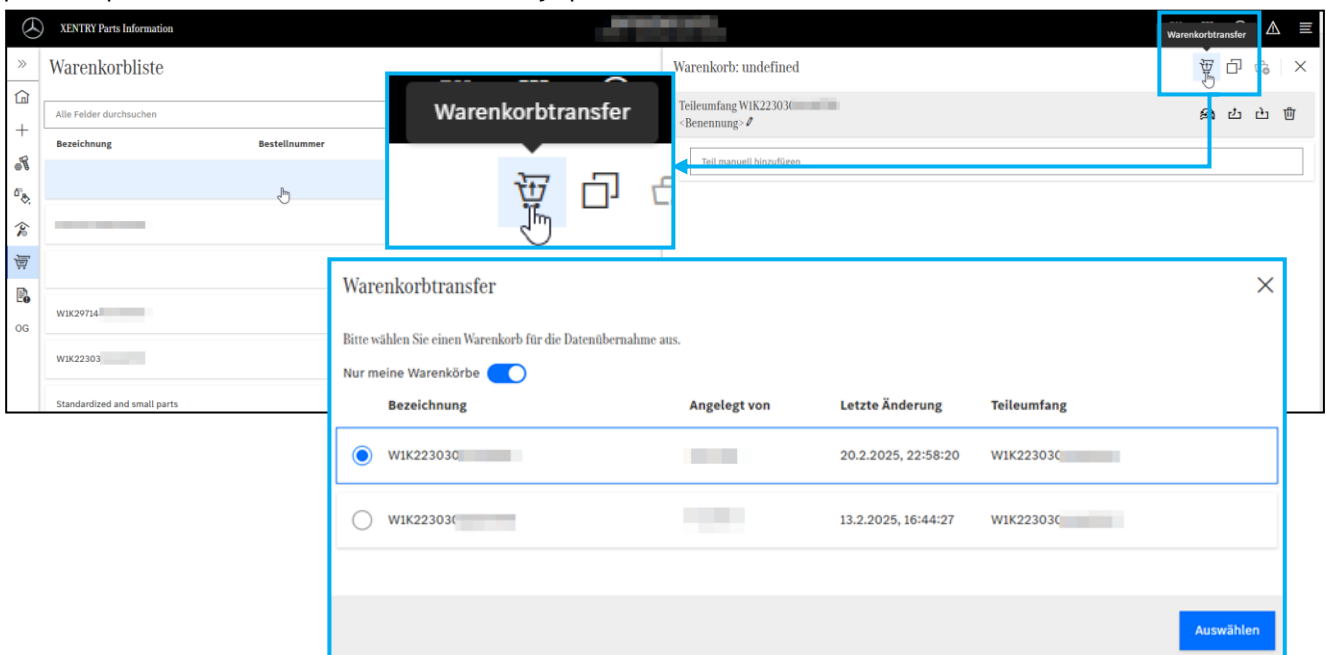 XENTRY Parts Information
Warenkorbtransfer
Warenkorbliste
Warenkorb: undefined
Alle Felder durchsuchen
Warenkorbtransfer
Teileumfang W1K22303
<Benennung>
Bezeichnung Bestellnummer
Teil manuell hinzufügen
W1K29714
W1K22303
Standardized and small parts
OG
Warenkorbtransfer
Bitte wählen Sie einen Warenkorb für die Datenübernahme aus.
Nur meine Warenkörbe
Bezeichnung Angelegt von Letzte Änderung Teileumfang
W1K223030 20.2.2025, 22:58:20 W1K223030
W1K223030 13.2.2025, 16:44:27 W1K223030
Auswählen